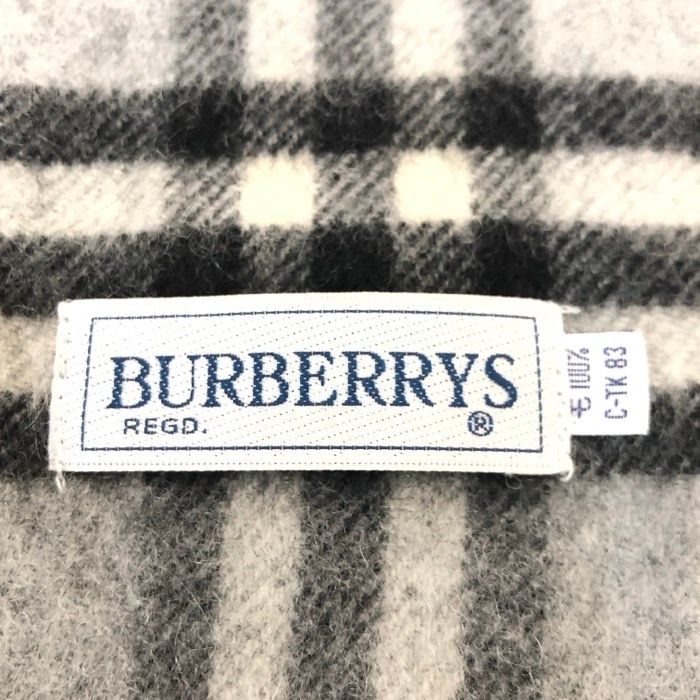 BURBERRYS
REGD. ®
毛 100%
C-TK 83